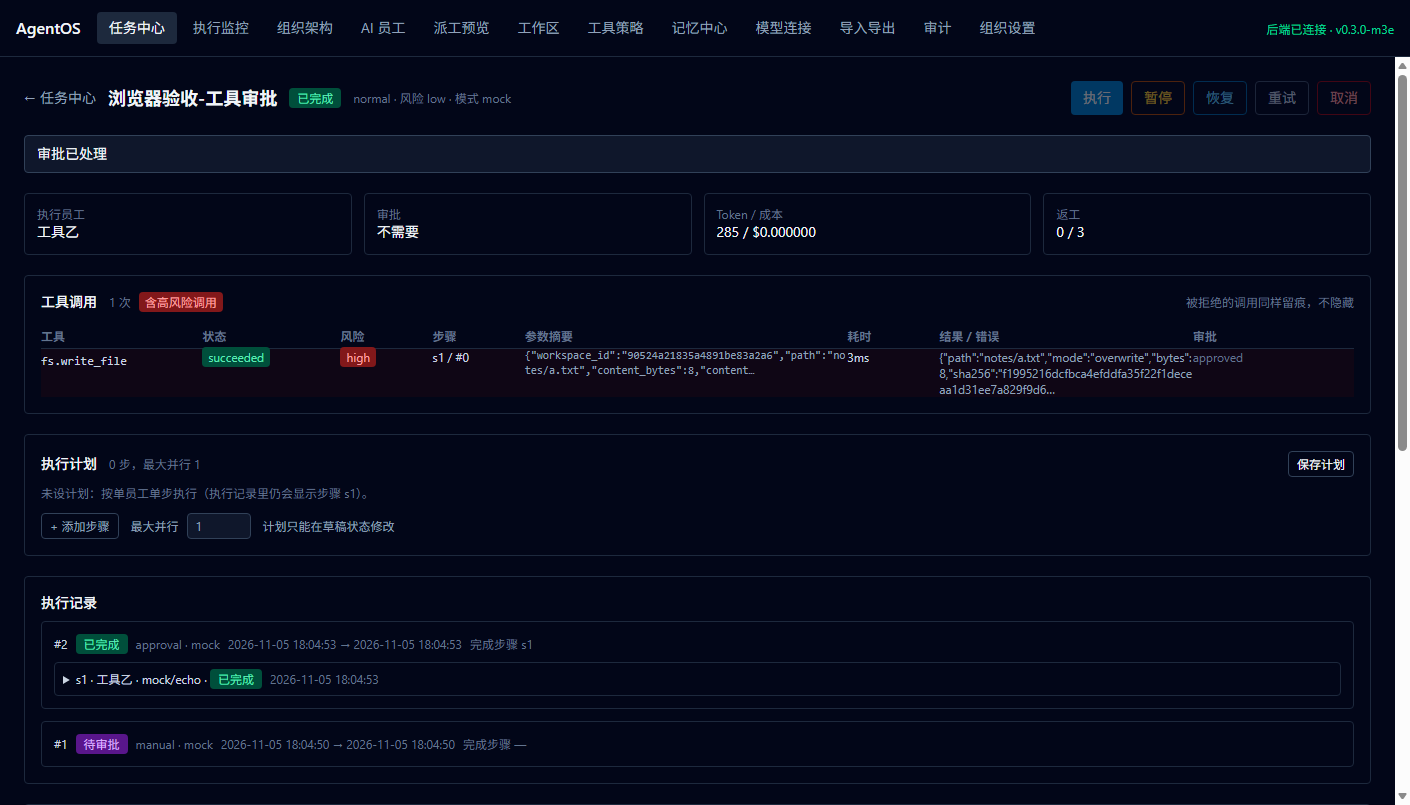 AgentOS 任务中心 执行监控 组织架构 AI 员工 派工预览 工作区 工具策略 记忆中心 模型连接 导入导出 审计 组织设置 后端已连接 · v0.3.0-m3e
← 任务中心 浏览器验收-工具审批 已完成 normal · 风险 low · 模式 mock 执行 暂停 恢复 重试 取消
审批已处理
执行员工 审批 Token / 成本 返工
工具乙 不需要 285 / $0.000000 0 / 3
工具调用 1 次 含高风险调用 被拒绝的调用同样留痕，不隐藏
工具 状态 风险 步骤 参数摘要 耗时 结果 / 错误 审批
fs.write_file succeeded high s1 / #0 {"workspace_id":"90524a21835a4891be83a2a6","path":"no 3ms {"path":"notes/a.txt","mode":"overwrite","bytes": approved
tes/a.txt","content_bytes":8,"content… 8,"sha256":"f1995216dcfbca4efddfa35f22f1dece
aa1d31ee7a829f9d6…
执行计划 0 步，最大并行 1 保存计划
未设计划：按单员工单步执行（执行记录里仍会显示步骤 s1）。
+ 添加步骤 最大并行 1 计划只能在草稿状态修改
执行记录
#2 已完成 approval · mock 2026-11-05 18:04:53 → 2026-11-05 18:04:53 完成步骤 s1
▶ s1 · 工具乙 · mock/echo · 已完成 2026-11-05 18:04:53
#1 待审批 manual · mock 2026-11-05 18:04:50 → 2026-11-05 18:04:50 完成步骤 —